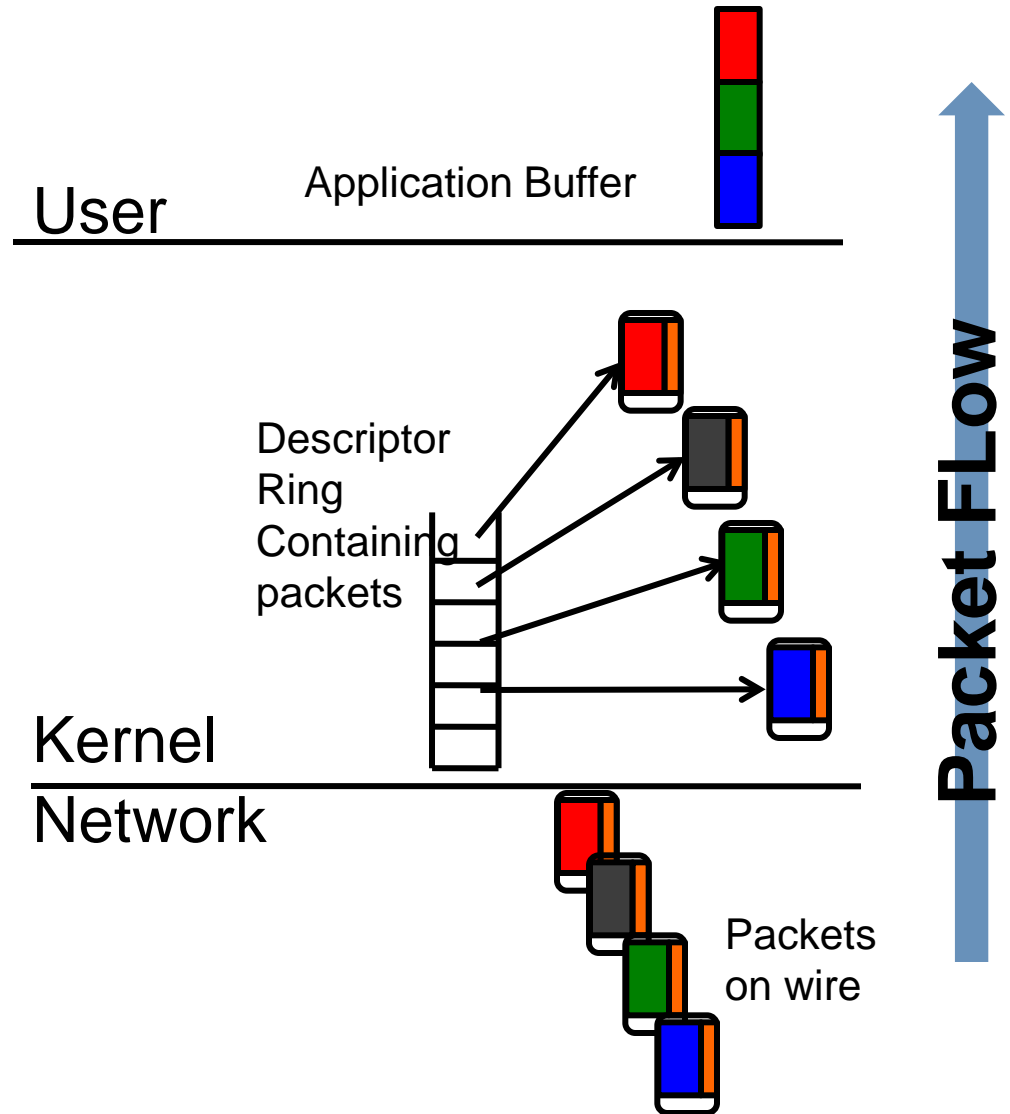 Application Buffer
User
Descriptor
Ring
Containing
packets
Packet FLow
Kernel
Network
Packets
on wire